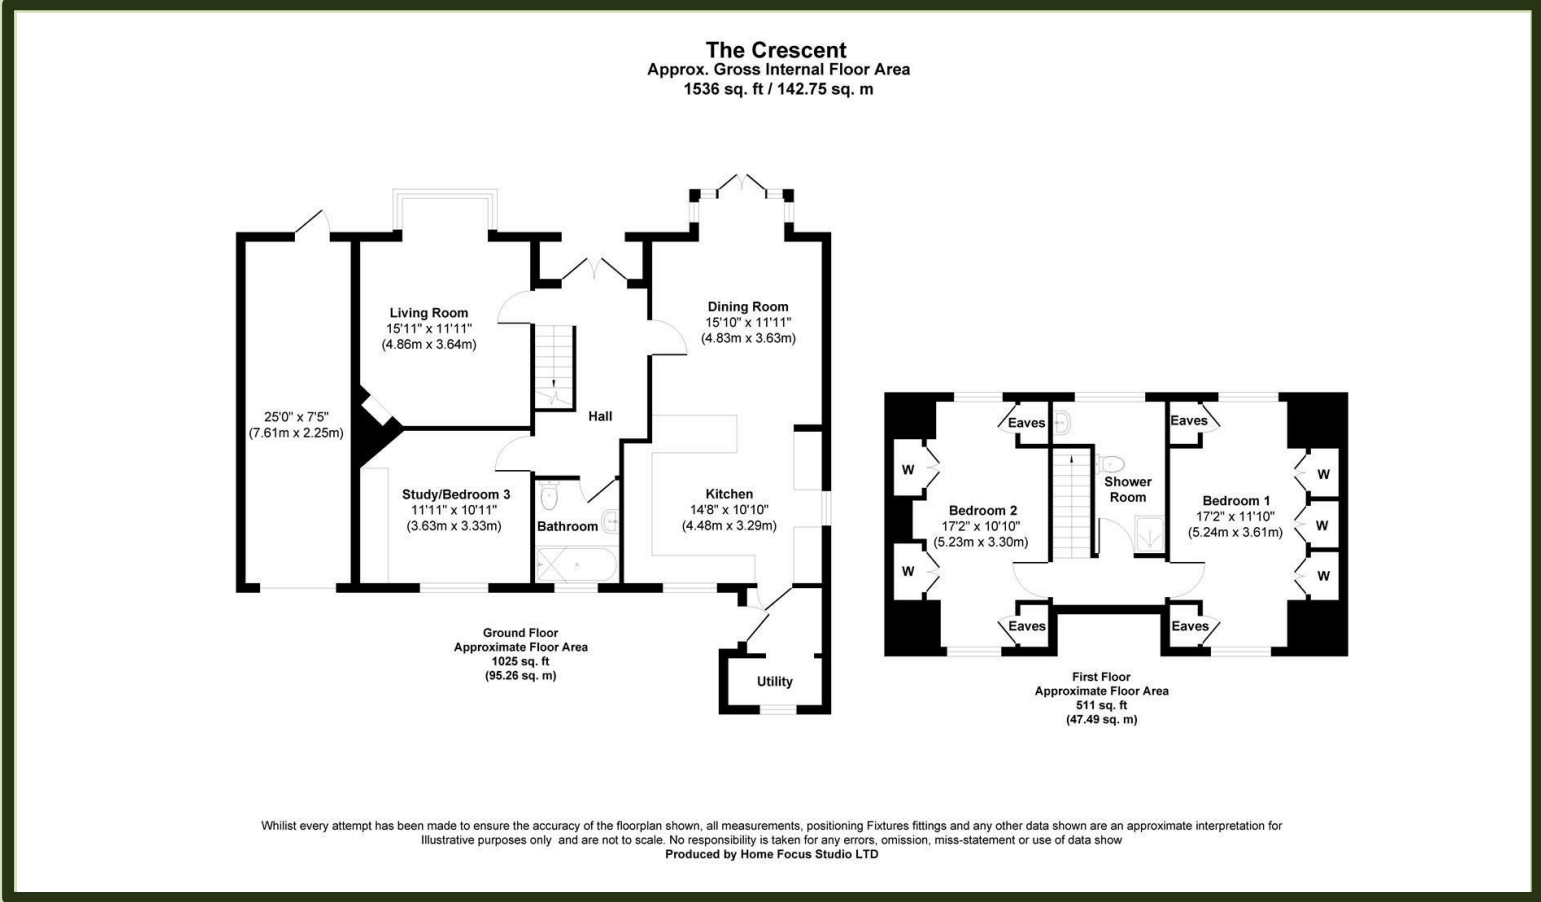 The Crescent
Approx. Gross Internal Floor Area
1536 sq. ft / 142.75 sq. m
Living Room
15'11" x 11'11"
(4.86m x 3.64m)
Dining Room
15'10" x 11'11"
(4.83m x 3.63m)
25'0" x 7'5"
(7.61m x 2.25m)
Hall
Study/Bedroom 3
11'11" x 10'11"
(3.63m x 3.33m)
Bathroom
Kitchen
14'8" x 10'10"
(4.48m x 3.29m)
Utility
Ground Floor
Approximate Floor Area
1025 sq. ft
(95.26 sq. m)
Eaves
Eaves
W
W
Shower
Room
Bedroom 2
17'2" x 10'10"
(5.23m x 3.30m)
Bedroom 1
17'2" x 11'10"
(5.24m x 3.61m)
W
W
W
Eaves
Eaves
First Floor
Approximate Floor Area
511 sq. ft
(47.49 sq. m)
Whilist every attempt has been made to ensure the accuracy of the floorplan shown, all measurements, positioning Fixtures fittings and any other data shown are an approximate interpretation for
Illustrative purposes only and are not to scale. No responsibility is taken for any errors, omission, miss-statement or use of data show
Produced by Home Focus Studio LTD